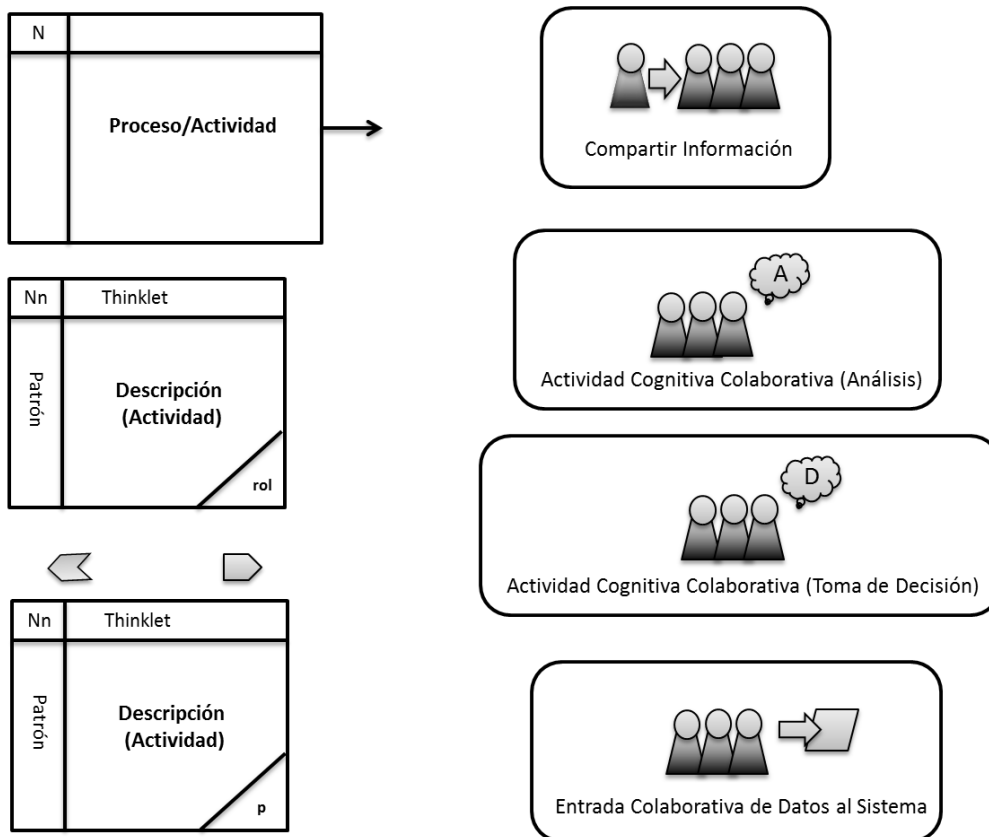 N
Proceso/Actividad
Nn
Thinklet
Patrón
Descripción
(Actividad)
rol
Nn
Thinklet
Patrón
Descripción
(Actividad)
p
Compartir Información
A
Actividad Cognitiva Colaborativa (Análisis)
D
Actividad Cognitiva Colaborativa (Toma de Decisión)
Entrada Colaborativa de Datos al Sistema